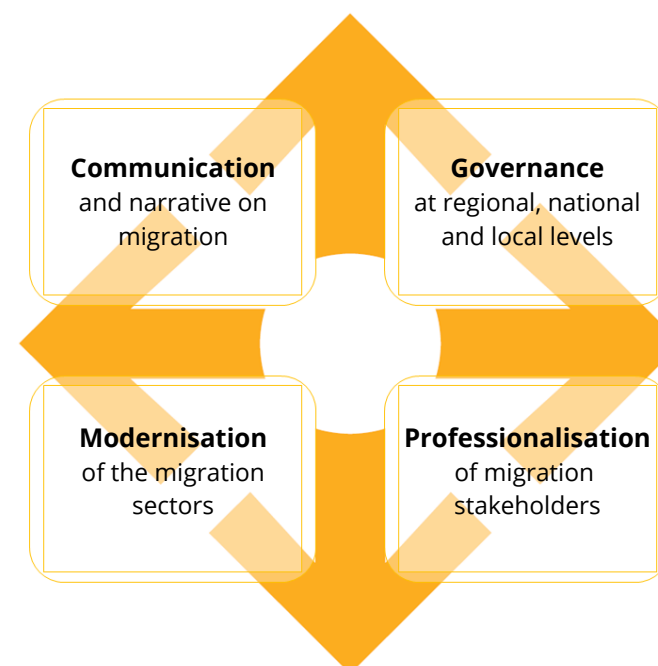 Communication
and narrative on
migration
Governance
at regional, national
and local levels
Modernisation
of the migration
sectors
Professionalisation
of migration
stakeholders